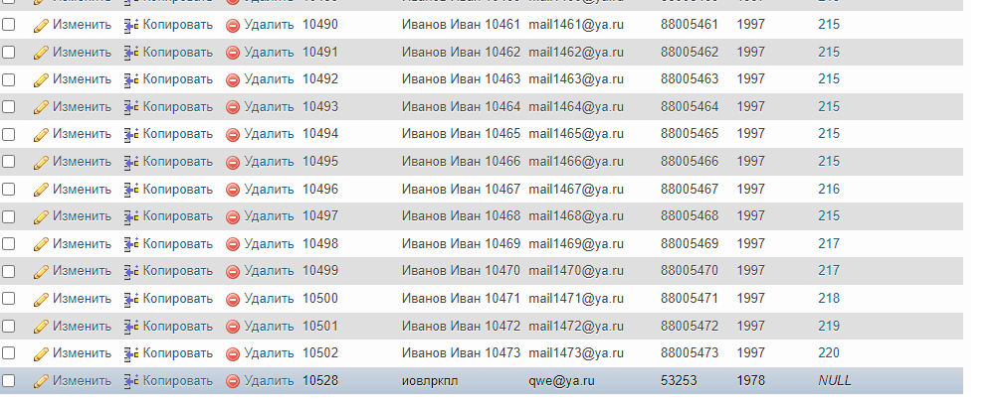 Изменить Копировать Удалить 10490 Иванов Иван 10461 mail1461@ya.ru 88005461 1997 215
Изменить Копировать Удалить 10491 Иванов Иван 10462 mail1462@ya.ru 88005462 1997 215
Изменить Копировать Удалить 10492 Иванов Иван 10463 mail1463@ya.ru 88005463 1997 215
Изменить Копировать Удалить 10493 Иванов Иван 10464 mail1464@ya.ru 88005464 1997 215
Изменить Копировать Удалить 10494 Иванов Иван 10465 mail1465@ya.ru 88005465 1997 215
Изменить Копировать Удалить 10495 Иванов Иван 10466 mail1466@ya.ru 88005466 1997 215
Изменить Копировать Удалить 10496 Иванов Иван 10467 mail1467@ya.ru 88005467 1997 216
Изменить Копировать Удалить 10497 Иванов Иван 10468 mail1468@ya.ru 88005468 1997 215
Изменить Копировать Удалить 10498 Иванов Иван 10469 mail1469@ya.ru 88005469 1997 217
Изменить Копировать Удалить 10499 Иванов Иван 10470 mail1470@ya.ru 88005470 1997 217
Изменить Копировать Удалить 10500 Иванов Иван 10471 mail1471@ya.ru 88005471 1997 218
Изменить Копировать Удалить 10501 Иванов Иван 10472 mail1472@ya.ru 88005472 1997 219
Изменить Копировать Удалить 10502 Иванов Иван 10473 mail1473@ya.ru 88005473 1997 220
Изменить Копировать Удалить 10528 иовлркпл qwe@ya.ru 53253 1978 NULL